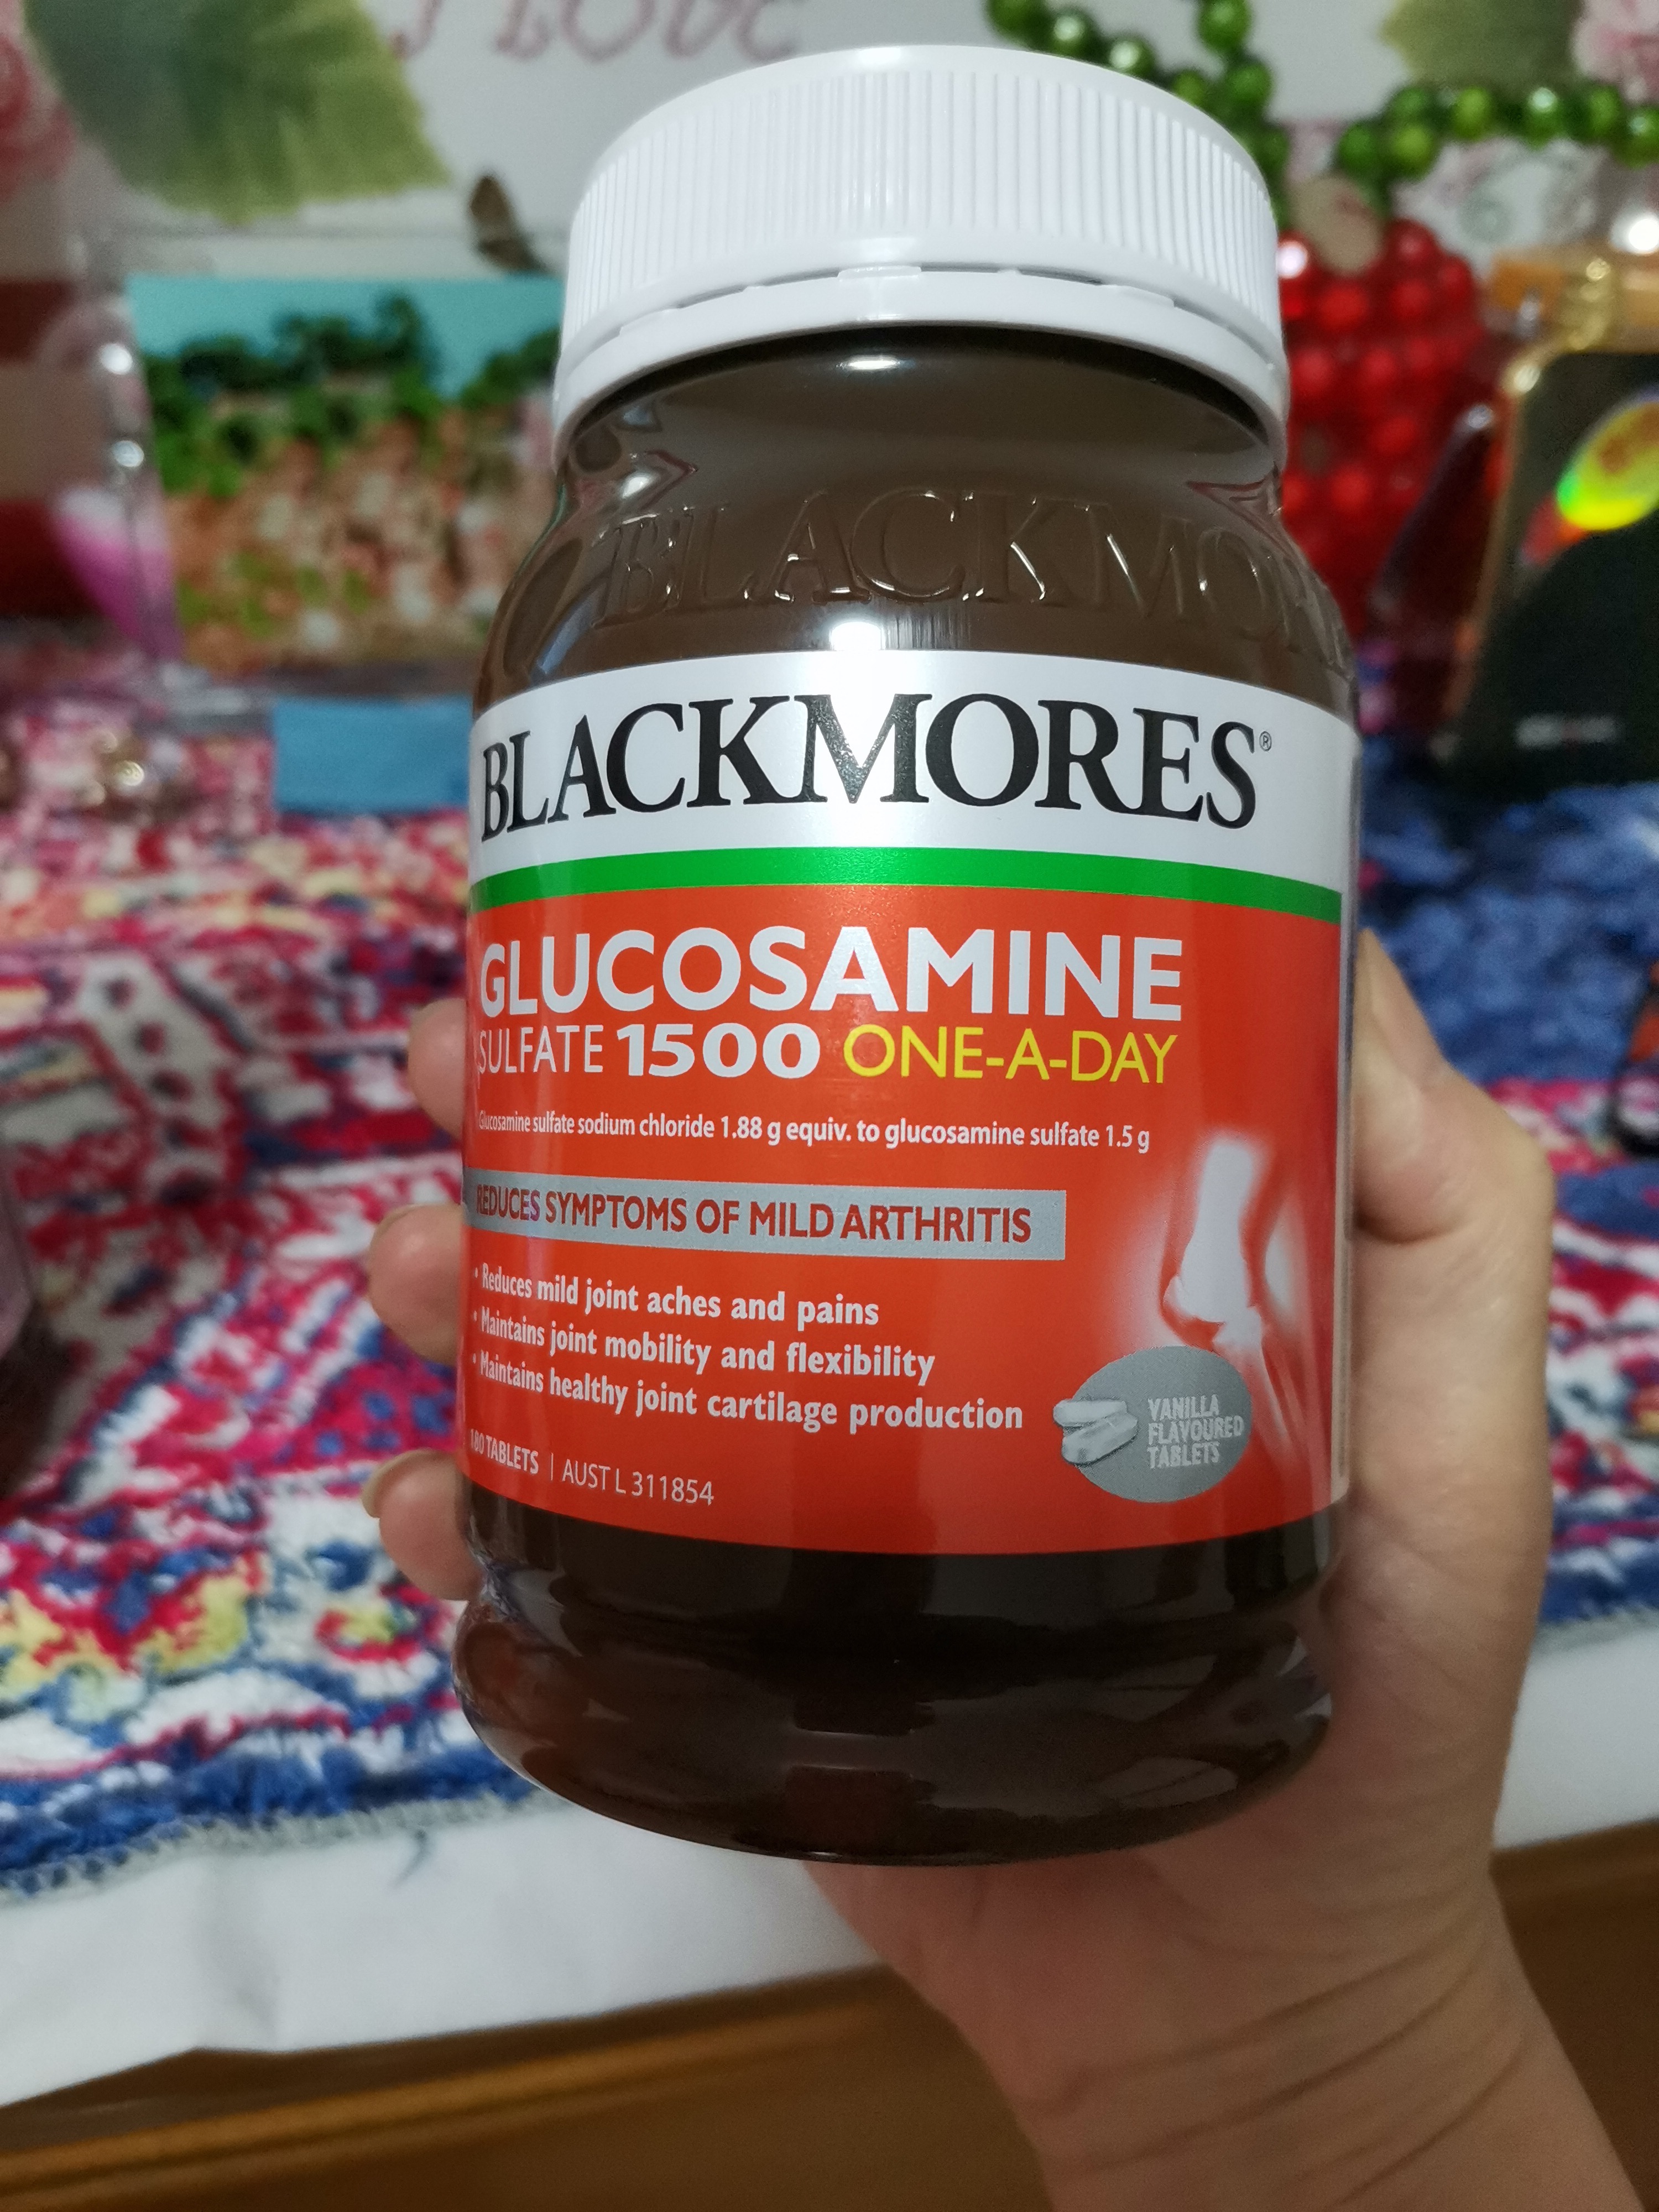 I LOVE
BLACKMO
BLACKMORES®
GLUCOSAMINE
SULFATE 1500 ONE-A-DAY
Glucosamine sulfate sodium chloride 1.88 g equiv. to glucosamine sulfate 1.5 g
REDUCES SYMPTOMS OF MILD ARTHRITIS
• Reduces mild joint aches and pains
• Maintains joint mobility and flexibility
• Maintains healthy joint cartilage production
VANILLA
FLAVOURED
TABLETS
180 TABLETS | AUST L 311854